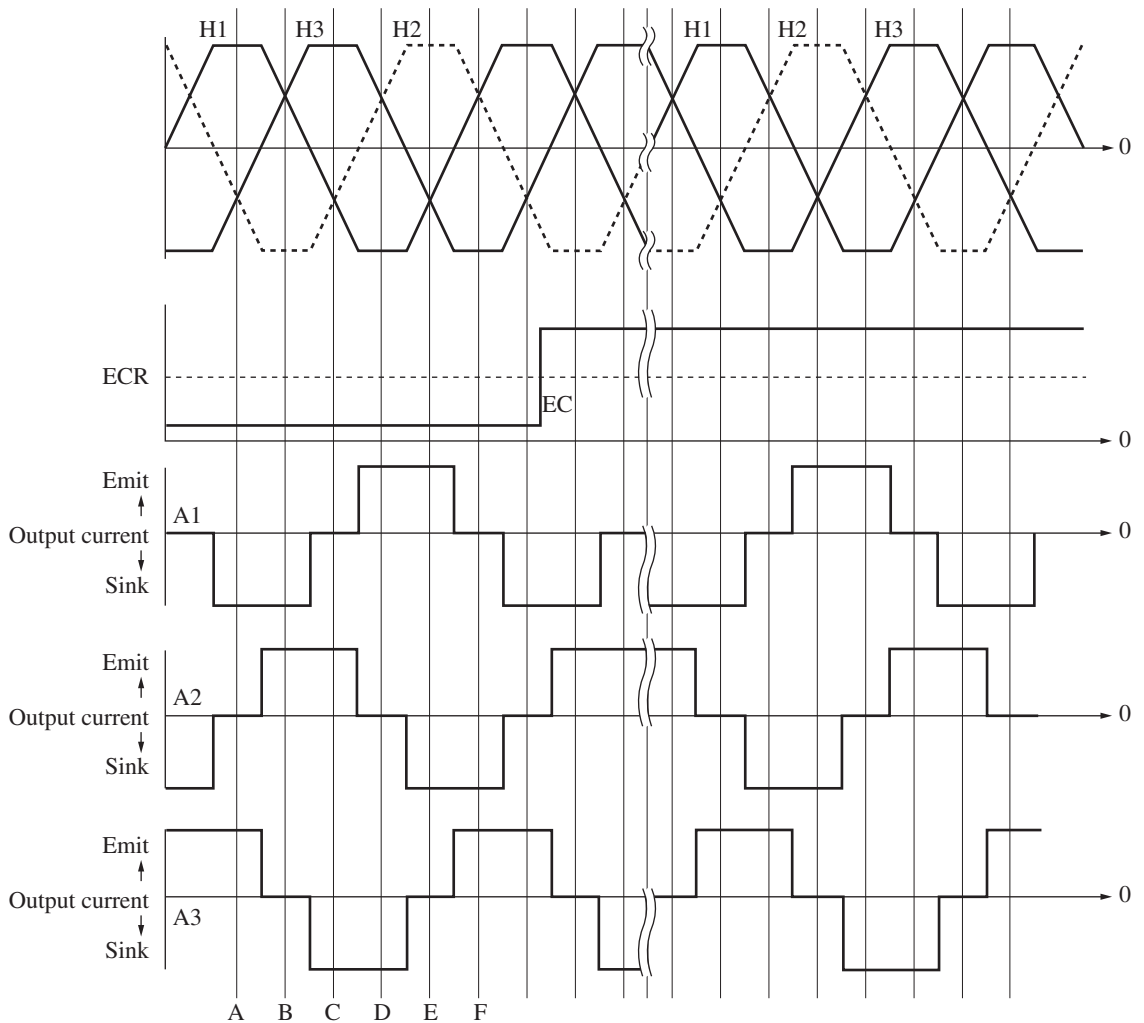 H1 H3 H2 H1 H2 H3
0
ECR
EC
0
Emit
A1
Output current
0
Sink
Emit
A2
Output current
0
Sink
Emit
Output current
0
A3
Sink
A B C D E F